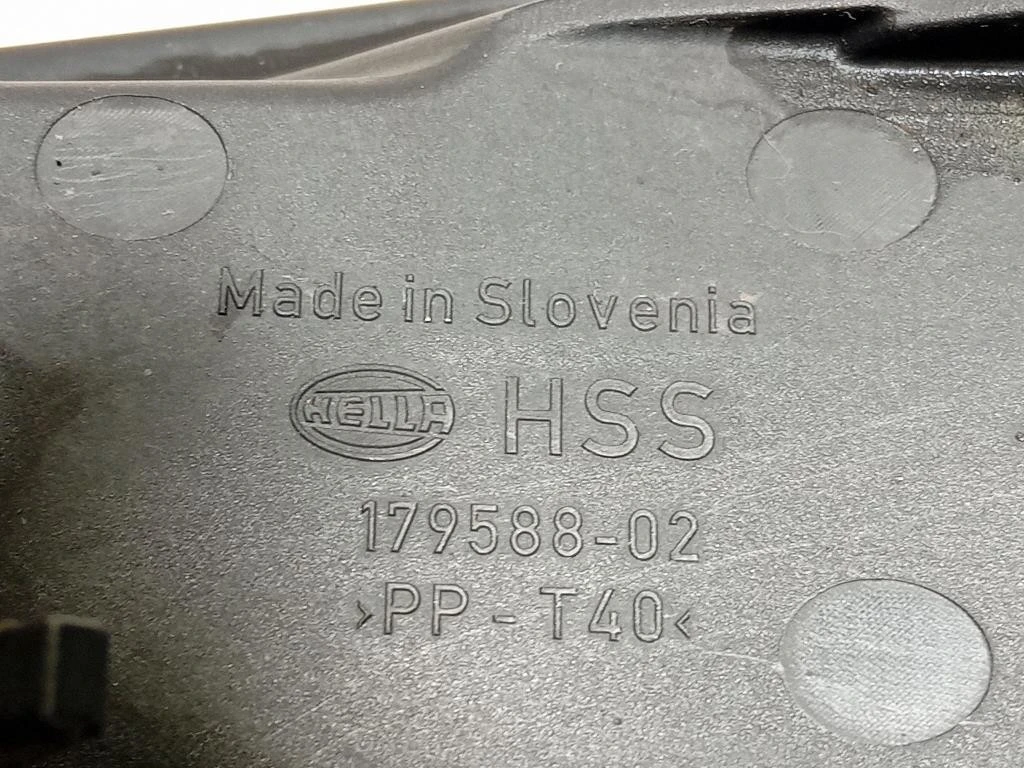 Made in Slovenia
HELLA HSS
179588-02
>PP-T40<